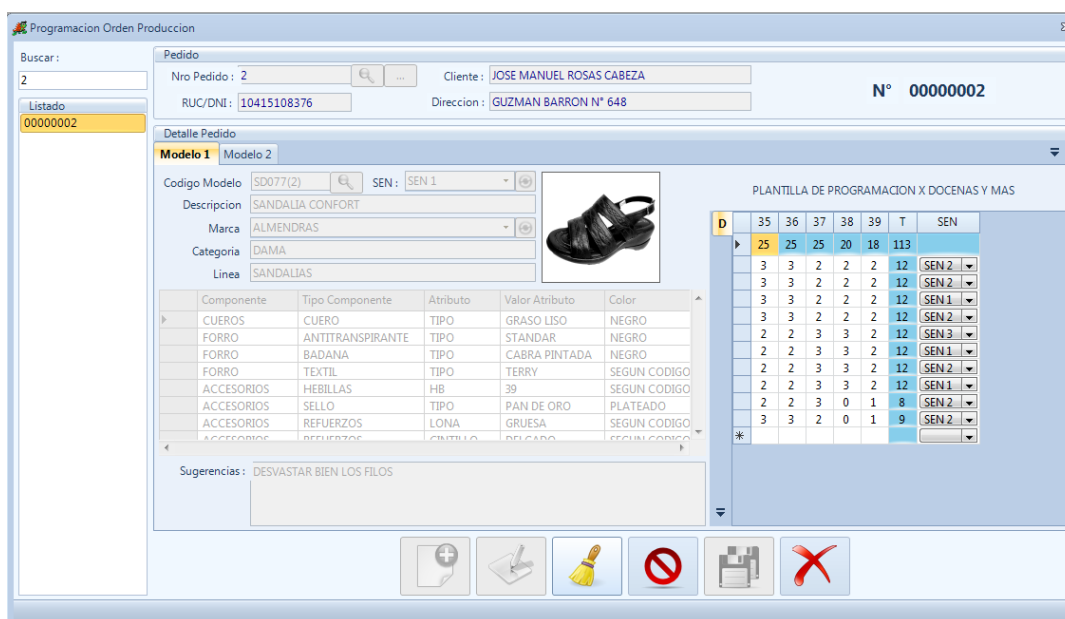 Programacion Orden Produccion
Buscar :
2
Listado
00000002
Pedido
Nro Pedido : 2 ... Cliente : JOSE MANUEL ROSAS CABEZA
RUC/DNI : 10415108376 Direccion : GUZMAN BARRON N° 648
N° 00000002
Detalle Pedido
Modelo 1 Modelo 2
Codigo Modelo SD077(2) SEN : SEN 1
Descripcion SANDALIA CONFORT
Marca ALMENDRAS
Categoria DAMA
Linea SANDALIAS
Componente Tipo Componente Atributo Valor Atributo Color
CUEROS CUERO TIPO GRASO LISO NEGRO
FORRO ANTITRANSPIRANTE TIPO STANDAR
FORRO BADANA TIPO CABRA PINTADA NEGRO
FORRO TEXTIL TIPO TERRY SEGUN CODIGO
ACCESORIOS HEBILLAS HB 39 SEGUN CODIGO
ACCESORIOS SELLO TIPO PAN DE ORO PLATEADO
ACCESORIOS REFUERZOS LONA GRUESA SEGUN CODIGO
ACCESORIOS REFUERZOS CINTILLO DELGADO SEGUN CODIGO
Sugerencias : DESVASTAR BIEN LOS FILOS
PLANTILLA DE PROGRAMACION X DOCENAS Y MAS
D
35 36 37 38 39 T SEN
25 25 25 20 18 113
3 3 2 2 2 12 SEN 2
3 3 2 2 2 12 SEN 2
3 3 2 2 2 12 SEN 1
3 3 2 2 2 12 SEN 2
2 2 3 3 2 12 SEN 3
2 2 3 3 2 12 SEN 1
2 2 3 3 2 12 SEN 2
2 2 3 3 2 12 SEN 1
2 2 3 0 1 8 SEN 2
3 3 2 0 1 9 SEN 2